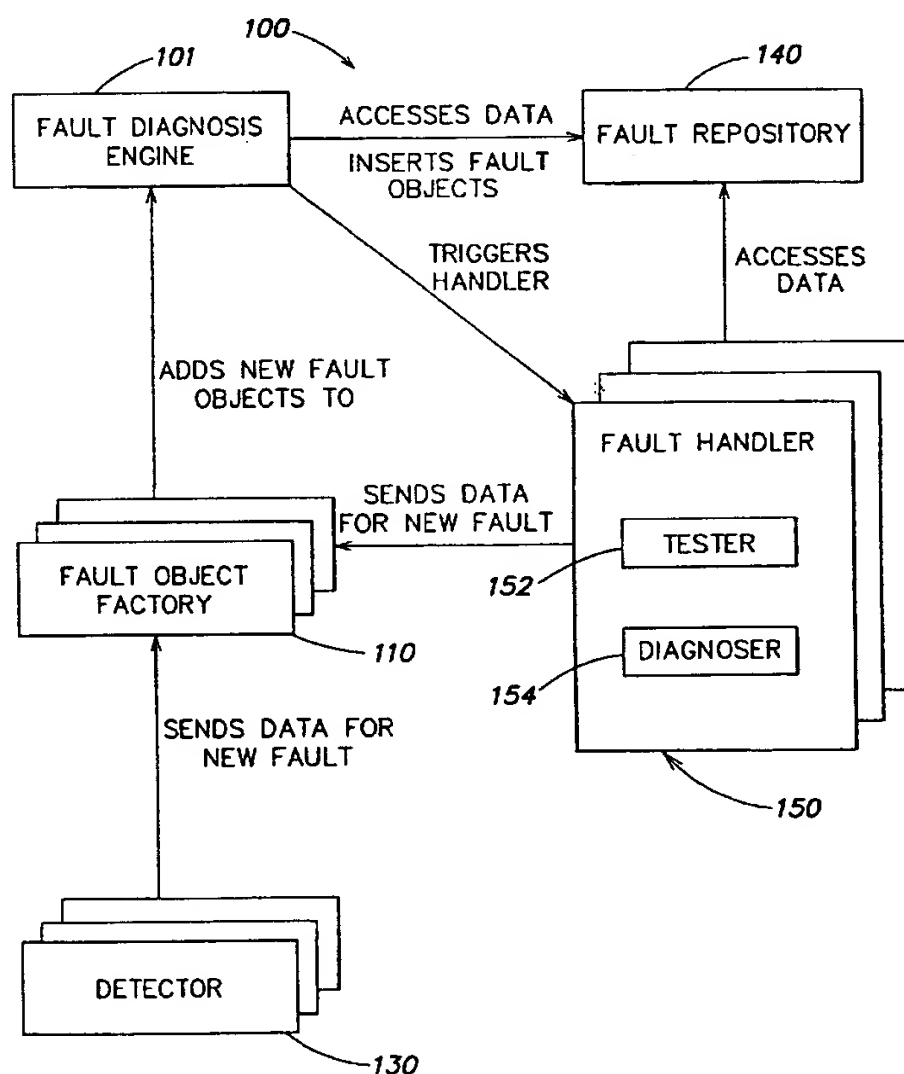 100
101
140
FAULT DIAGNOSIS
ENGINE
ACCESSES DATA
INSERTS FAULT
OBJECTS
FAULT REPOSITORY
TRIGGERS
HANDLER
ACCESSES
DATA
ADDS NEW FAULT
OBJECTS TO
FAULT HANDLER
SENDS DATA
FOR NEW FAULT
TESTER
152
FAULT OBJECT
FACTORY
110
DIAGNOSER
154
SENDS DATA FOR
NEW FAULT
150
DETECTOR
130